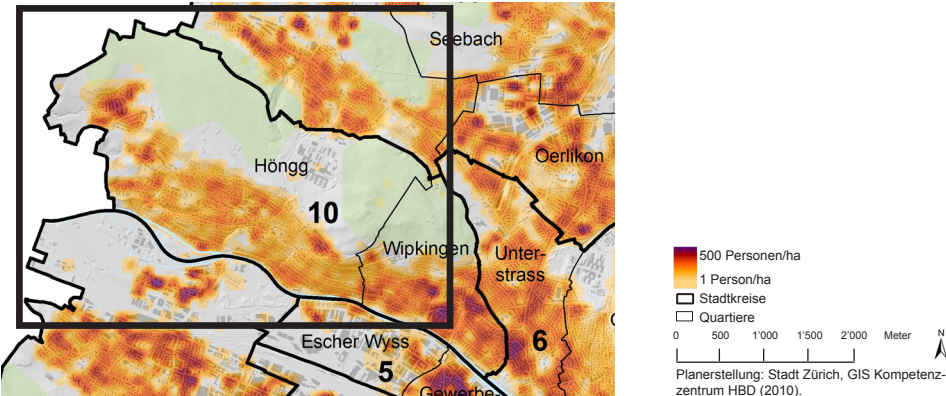 Seebach
Oerlikon
Höngg
10
Wipkingen
Unter-
strass
Escher Wyss
6
5
Gewerbe-
500 Personen/ha
1 Person/ha
Stadtkreise
Quartiere
0 500 1'000 1'500 2'000 Meter
N
Planerstellung: Stadt Zürich, GIS Kompetenz-
zentrum HBD (2010).